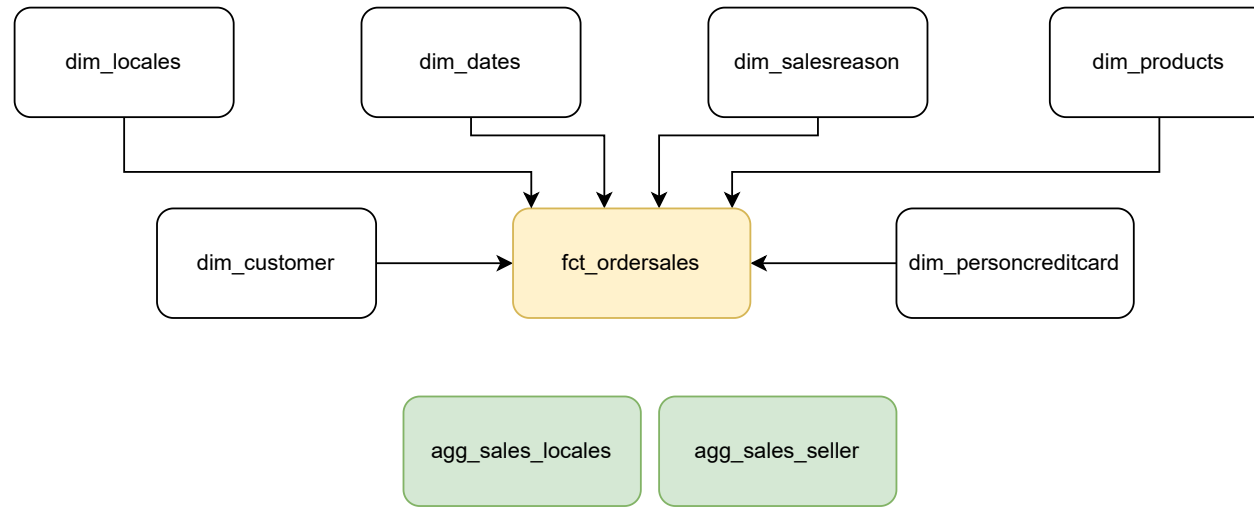 dim_locales
dim_dates
dim_salesreason
dim_products
dim_customer
fct_ordersales
dim_personcreditcard
agg_sales_locales
agg_sales_seller